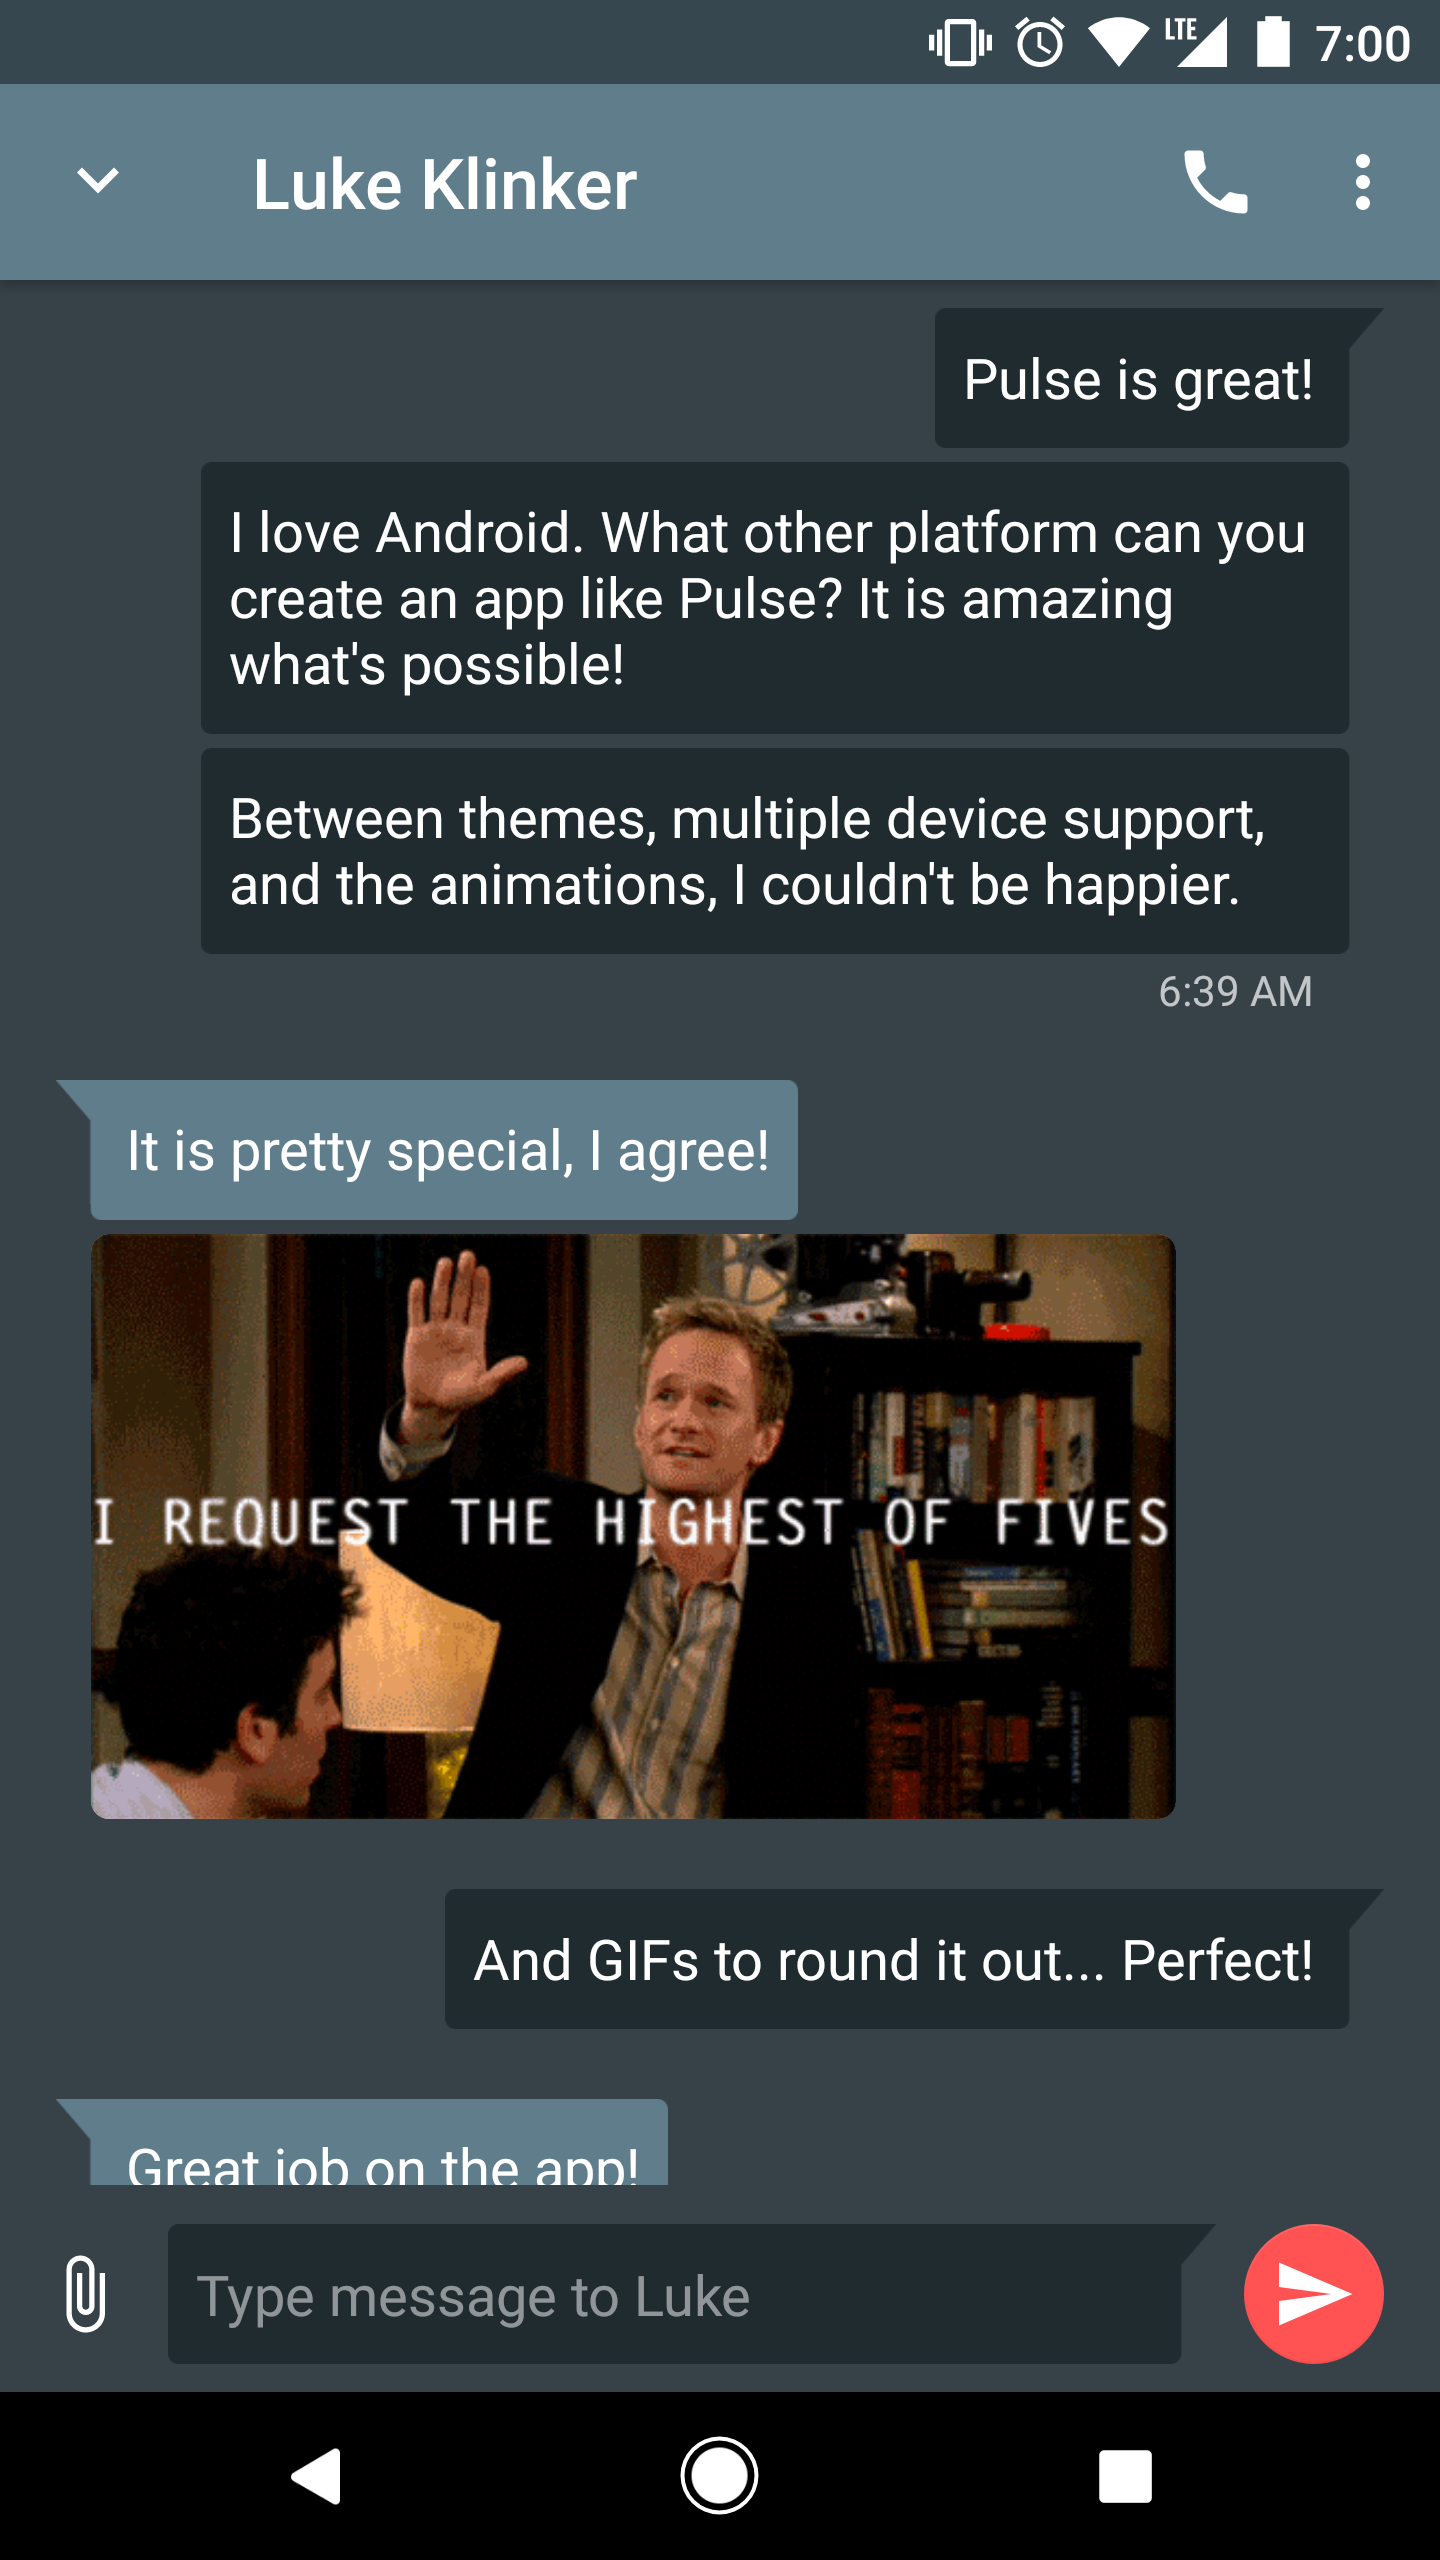 LTE 7:00
Luke Klinker
Pulse is great!
I love Android. What other platform can you
create an app like Pulse? It is amazing
what's possible!
Between themes, multiple device support,
and the animations, I couldn't be happier.
6:39 AM
It is pretty special, I agree!
I REQUEST THE HIGHEST OF FIVES
And GIFs to round it out... Perfect!
Great job on the app!
Type message to Luke